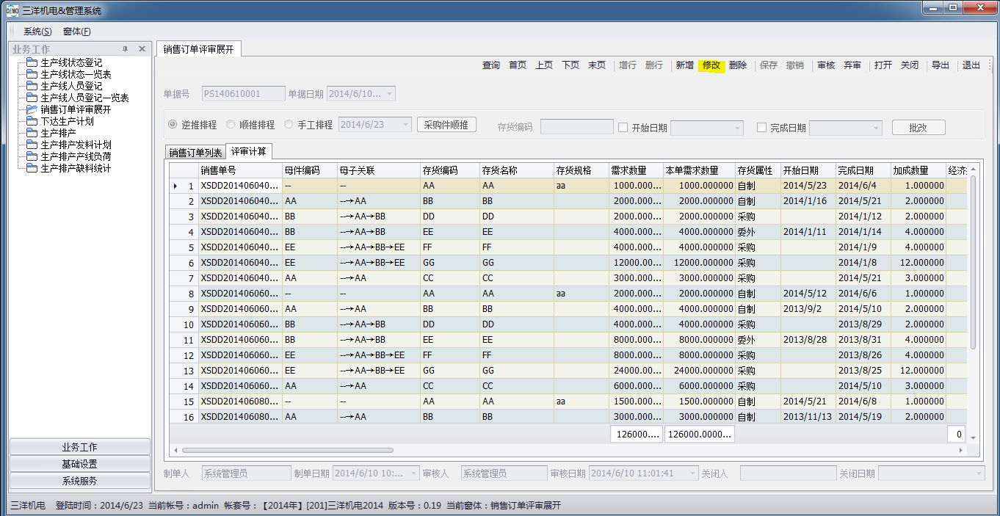 DEMO 三洋机电&管理系统
系统(S) 窗体(F)
业务工作
生产线状态登记
生产线状态一览表
生产线人员登记
生产线人员登记一览表
销售订单评审展开
下达生产计划
生产排产
生产排产发料计划
生产排产产线负荷
生产排产缺料统计
业务工作
基础设置
系统服务
销售订单评审展开
查询 首页 上页 下页 末页 增行 删行 新增 修改 删除 保存 撤销 审核 弃审 打开 关闭 导出 退出
单据号 PS140610001 单据日期 2014/6/10...
逆推排程 顺推排程 手工排程 2014/6/23 采购件顺推 存货编码 开始日期 完成日期 批改
销售订单列表 评审计算
销售单号 母件编码 母子关联 存货编码 存货名称 存货规格 需求数量 本单需求数量 存货属性 开始日期 完成日期 加成数量 经济
1 XSDD201406040... -- -- AA AA aa 1000.000... 1000.000000 自制 2014/5/23 2014/6/4 1.000000
2 XSDD201406040... AA --→AA BB BB 2000.000... 2000.000000 自制 2014/1/16 2014/5/21 2.000000
3 XSDD201406040... BB --→AA→BB DD DD 2000.000... 2000.000000 采购 2014/1/12 2.000000
4 XSDD201406040... BB --→AA→BB EE EE 4000.000... 4000.000000 委外 2014/1/11 2014/1/14 4.000000
5 XSDD201406040... EE --→AA→BB→EE FF FF 4000.000... 4000.000000 采购 2014/1/9 4.000000
6 XSDD201406040... EE --→AA→BB→EE GG GG 12000.00... 12000.000000 采购 2014/1/8 12.000000
7 XSDD201406040... AA --→AA CC CC 3000.000... 3000.000000 采购 2014/5/21 3.000000
8 XSDD201406060... -- -- AA AA aa 2000.000... 2000.000000 自制 2014/5/12 2014/6/6 1.000000
9 XSDD201406060... AA --→AA BB BB 4000.000... 4000.000000 自制 2013/9/2 2014/5/10 2.000000
10 XSDD201406060... BB --→AA→BB DD DD 4000.000... 4000.000000 采购 2013/8/29 2.000000
11 XSDD201406060... BB --→AA→BB EE EE 8000.000... 8000.000000 委外 2013/8/28 2013/8/31 4.000000
12 XSDD201406060... EE --→AA→BB→EE FF FF 8000.000... 8000.000000 采购 2013/8/26 4.000000
13 XSDD201406060... EE --→AA→BB→EE GG GG 24000.00... 24000.000000 采购 2013/8/25 12.000000
14 XSDD201406060... AA --→AA CC CC 6000.000... 6000.000000 采购 2014/5/10 3.000000
15 XSDD201406080... -- -- AA AA aa 1500.000... 1500.000000 自制 2014/5/21 2014/6/8 1.000000
16 XSDD201406080... AA --→AA BB BB 3000.000... 3000.000000 自制 2013/11/13 2014/5/19 2.000000
126000.... 126000.0000... 0
制单人 系统管理员 制单日期 2014/6/10 10:... 审核人 系统管理员 审核日期 2014/6/10 11:01:41 关闭人 关闭日期
三洋机电 登陆时间：2014/6/23 当前帐号：admin 帐套号：【2014年】[201]三洋机电2014 版本号：0.19 当前窗体：销售订单评审展开